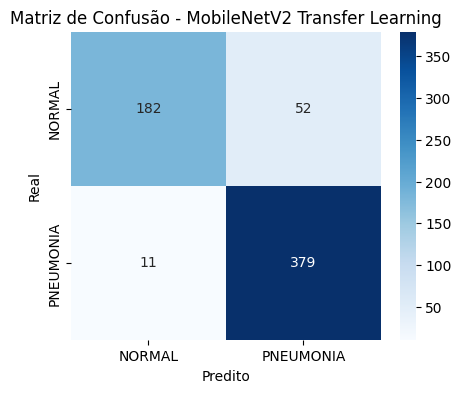 Matriz de Confusão - MobileNetV2 Transfer Learning
NORMAL
182
52
350
300
250
200
150
100
50
Real
PNEUMONIA
11
379
NORMAL
PNEUMONIA
Predito